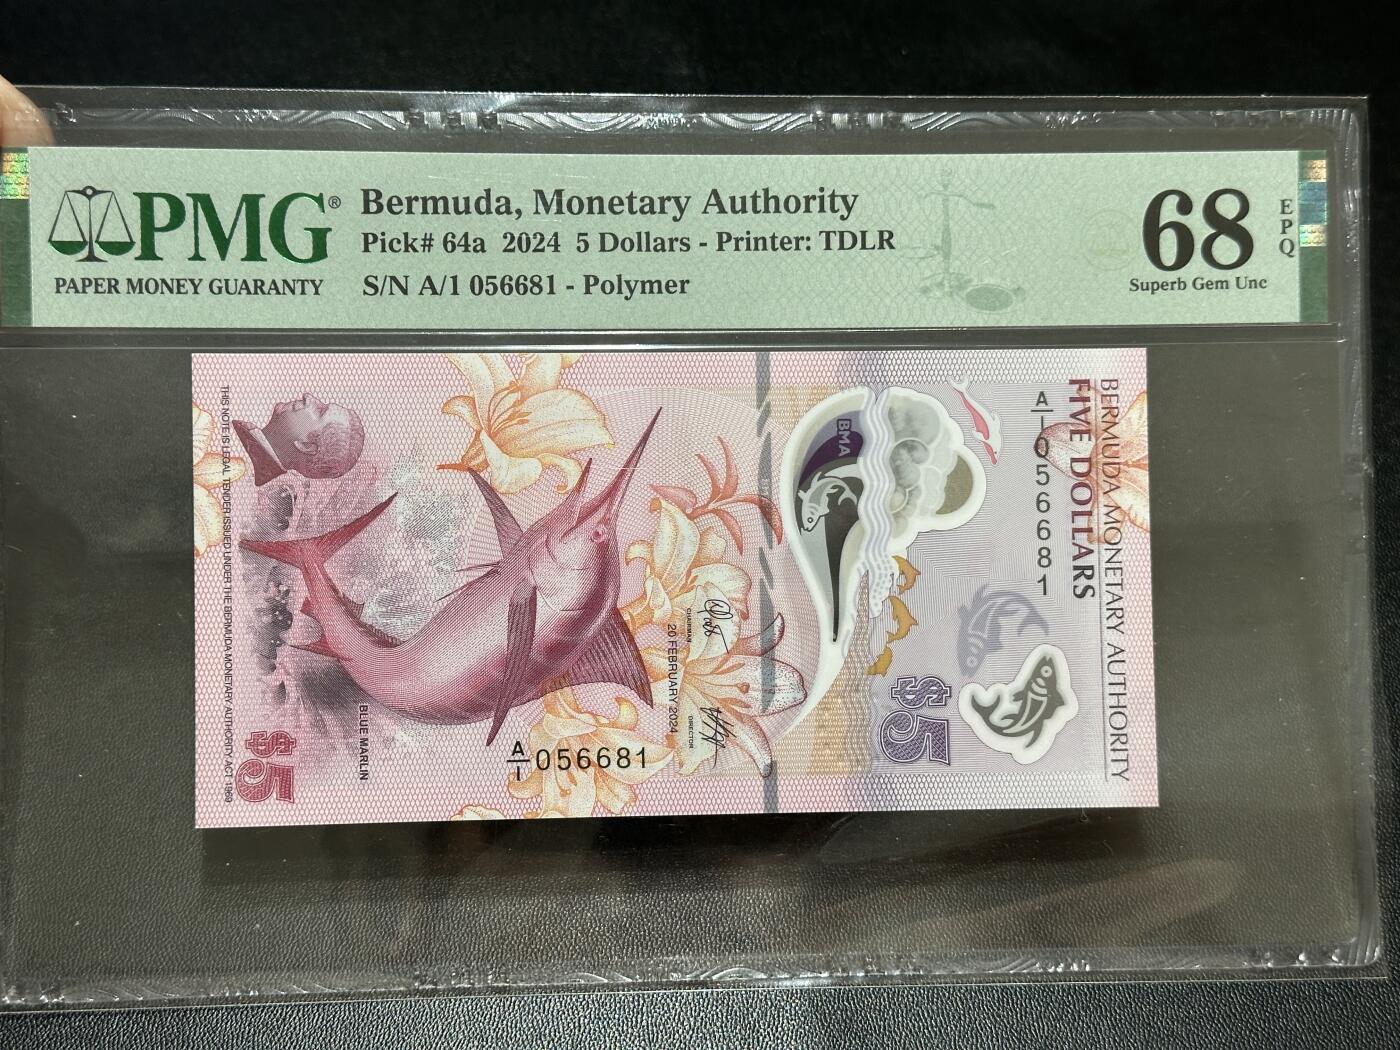 PMG®
PAPER MONEY GUARANTY
Bermuda, Monetary Authority
Pick# 64a 2024 5 Dollars - Printer: TDLR
S/N A/1 056681 - Polymer
68
EPQ
Superb Gem Unc
BERMUDA MONETARY AUTHORITY
FIVE DOLLARS
A/1 056681
BMA
$5
CHAIRMAN
DIRECTOR
20 FEBRUARY 2024
A/1 056681
BLUE MARLIN
$5
THIS NOTE IS LEGAL TENDER ISSUED UNDER THE BERMUDA MONETARY AUTHORITY ACT 1969